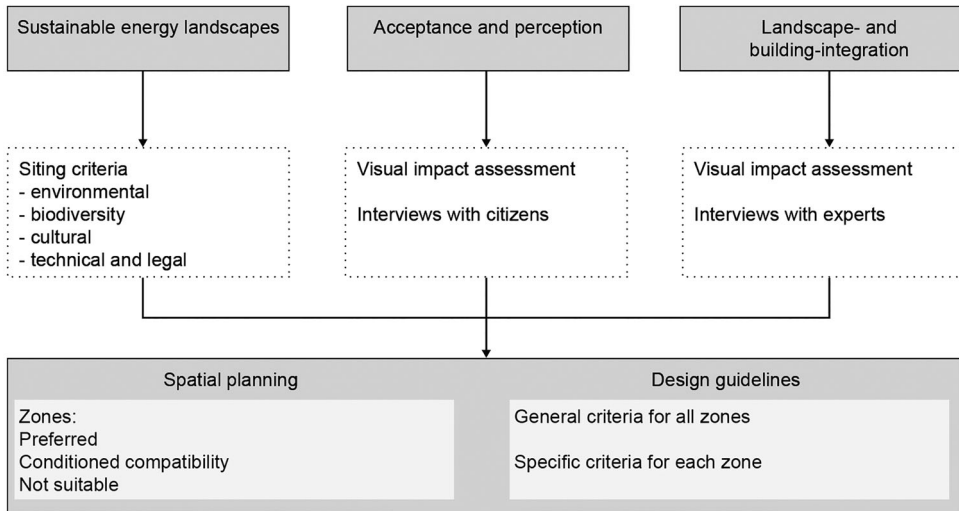 Sustainable energy landscapes
Acceptance and perception
Landscape- and
building-integration
Siting criteria
- environmental
- biodiversity
- cultural
- technical and legal
Visual impact assessment
Interviews with citizens
Visual impact assessment
Interviews with experts
Spatial planning
Zones:
Preferred
Conditioned compatibility
Not suitable
Design guidelines
General criteria for all zones
Specific criteria for each zone